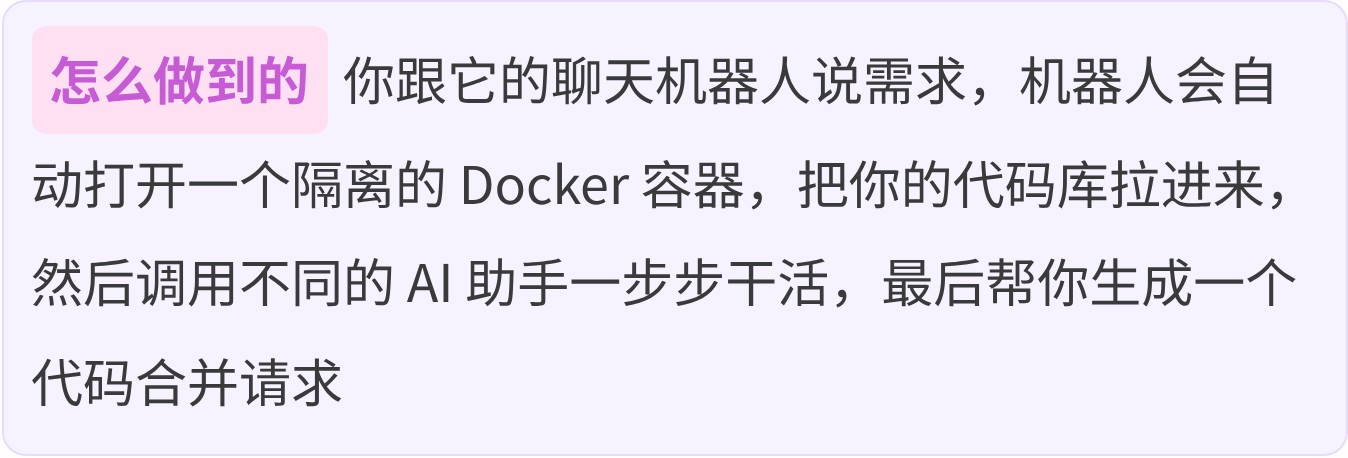 怎么做到的 你跟它的聊天机器人说需求，机器人会自
动打开一个隔离的 Docker 容器，把你的代码库拉进来，
然后调用不同的 AI 助手一步步干活，最后帮你生成一个
代码合并请求